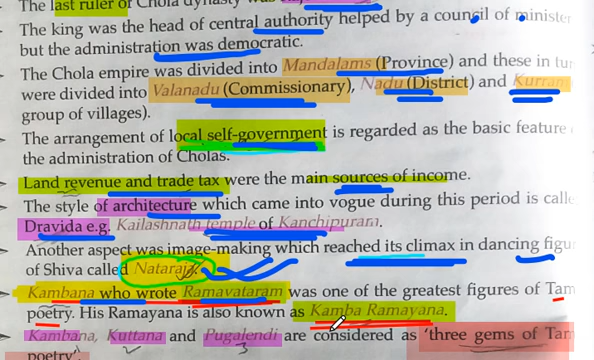 The last ruler of Chola dynasty was
The king was the head of central authority helped by a council of minister
but the administration was democratic.
The Chola empire was divided into Mandalams (Province) and these in tur
were divided into Valanadu (Commissionary), Nadu (District) and Kurram
group of villages).
The arrangement of local self-government is regarded as the basic feature
the administration of Cholas.
Land revenue and trade tax were the main sources of income.
The style of architecture which came into vogue during this period is calle
Dravida e.g. Kailashnath temple of Kanchipuram.
Another aspect was image-making which reached its climax in dancing figu
of Shiva called Nataraja.
Kambana who wrote Ramavataram was one of the greatest figures of Tam
poetry. His Ramayana is also known as Kamba Ramayana.
Kambana, Kuttana and Pugalendi are considered as 'three gems of Tam
poetry'.
3